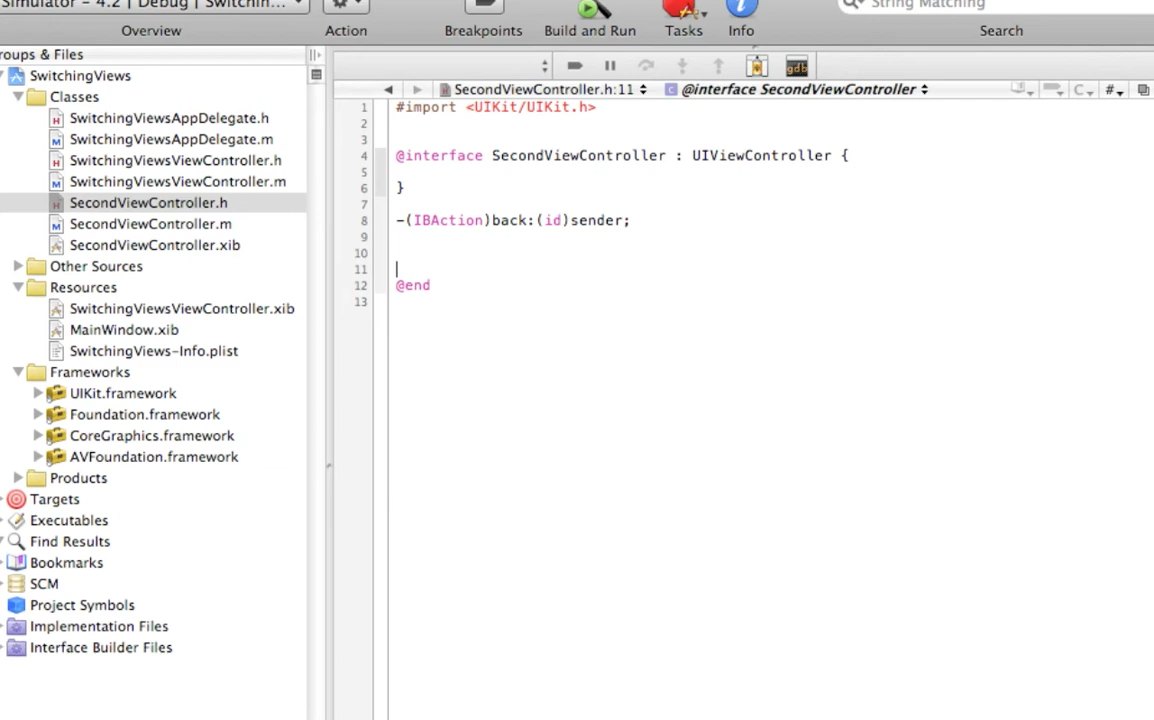 Simulator - 4.2 | Debug | Switchin...
String Matching
Overview
Action
Breakpoints
Build and Run
Tasks
Info
Search
roups & Files
SwitchingViews
Classes
SwitchingViewsAppDelegate.h
SwitchingViewsAppDelegate.m
SwitchingViewsViewController.h
SwitchingViewsViewController.m
SecondViewController.h
SecondViewController.m
SecondViewController.xib
Other Sources
Resources
SwitchingViewsViewController.xib
MainWindow.xib
SwitchingViews-Info.plist
Frameworks
UIKit.framework
Foundation.framework
CoreGraphics.framework
AVFoundation.framework
Products
Targets
Executables
Find Results
Bookmarks
SCM
Project Symbols
Implementation Files
Interface Builder Files
gdb
SecondViewController.h:11
@interface SecondViewController
C
#
1 #import <UIKit/UIKit.h>
2
3
4 @interface SecondViewController : UIViewController {
5
6 }
7
8 -(IBAction)back:(id)sender;
9
10
11
12 @end
13